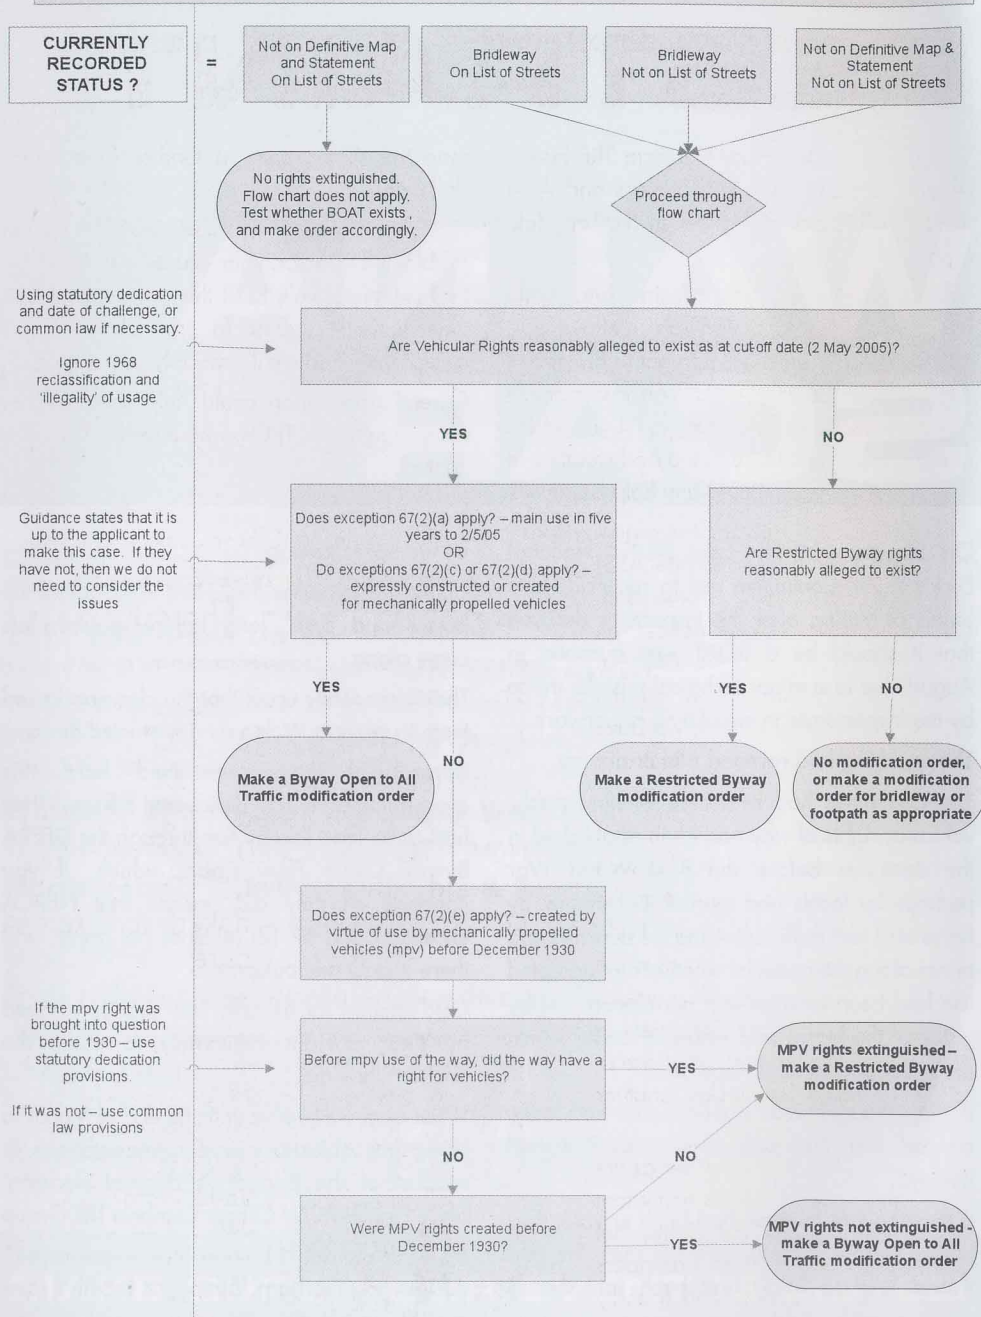 CURRENTLY
RECORDED
STATUS ?
=
Not on Definitive Map
and Statement
On List of Streets
Bridleway
On List of Streets
Bridleway
Not on List of Streets
Not on Definitive Map &
Statement
Not on List of Streets
No rights extinguished.
Flow chart does not apply.
Test whether BOAT exists ,
and make order accordingly.
Proceed through
flow chart
Using statutory dedication
and date of challenge, or
common law if necessary.
Ignore 1968
reclassification and
'illegality' of usage
Are Vehicular Rights reasonably alleged to exist as at cut-off date (2 May 2005)?
YES
NO
Guidance states that it is
up to the applicant to
make this case. If they
have not, then we do not
need to consider the
issues
Does exception 67(2)(a) apply? – main use in five
years to 2/5/05
OR
Do exceptions 67(2)(c) or 67(2)(d) apply? –
expressly constructed or created
for mechanically propelled vehicles
Are Restricted Byway rights
reasonably alleged to exist?
YES
NO
YES
NO
Make a Byway Open to All
Traffic modification order
Make a Restricted Byway
modification order
No modification order,
or make a modification
order for bridleway or
footpath as appropriate
Does exception 67(2)(e) apply? – created by
virtue of use by mechanically propelled
vehicles (mpv) before December 1930
If the mpv right was
brought into question
before 1930 – use
statutory dedication
provisions.
If it was not – use common
law provisions
Before mpv use of the way, did the way have a
right for vehicles?
YES
MPV rights extinguished –
make a Restricted Byway
modification order
NO
NO
Were MPV rights created before
December 1930?
YES
MPV rights not extinguished -
make a Byway Open to All
Traffic modification order